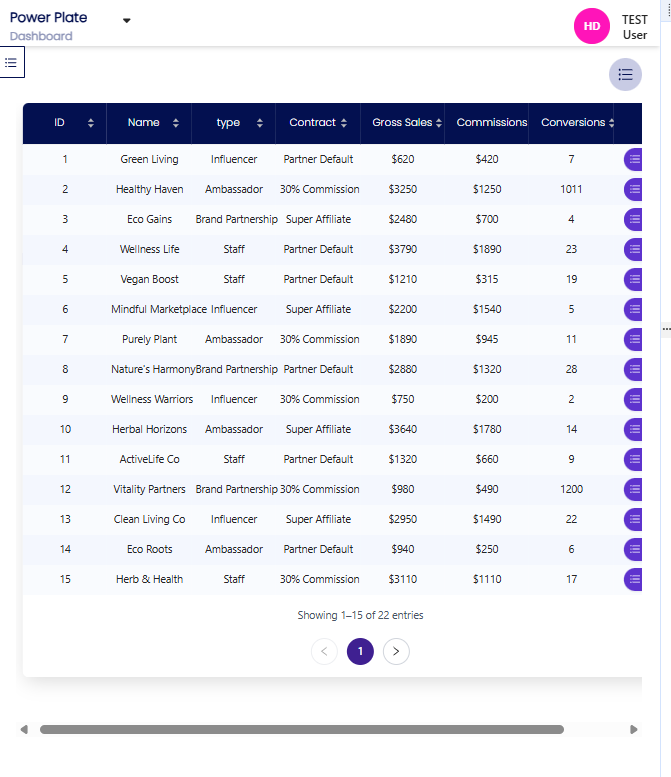 Power Plate
Dashboard
HD
TEST
User
ID Name type Contract Gross Sales Commissions Conversions
1 Green Living Influencer Partner Default $620 $420 7
2 Healthy Haven Ambassador 30% Commission $3250 $1250 1011
3 Eco Gains Brand Partnership Super Affiliate $2480 $700 4
4 Wellness Life Staff Partner Default $3790 $1890 23
5 Vegan Boost Staff Partner Default $1210 $315 19
6 Mindful Marketplace Influencer Super Affiliate $2200 $1540 5
7 Purely Plant Ambassador 30% Commission $1890 $945 11
8 Nature's Harmony Brand Partnership Partner Default $2880 $1320 28
9 Wellness Warriors Influencer 30% Commission $750 $200 2
10 Herbal Horizons Ambassador Super Affiliate $3640 $1780 14
11 ActiveLife Co Staff Partner Default $1320 $660 9
12 Vitality Partners Brand Partnership 30% Commission $980 $490 1200
13 Clean Living Co Influencer Super Affiliate $2950 $1490 22
14 Eco Roots Ambassador Partner Default $940 $250 6
15 Herb & Health Staff 30% Commission $3110 $1110 17
Showing 1–15 of 22 entries
< 1 >